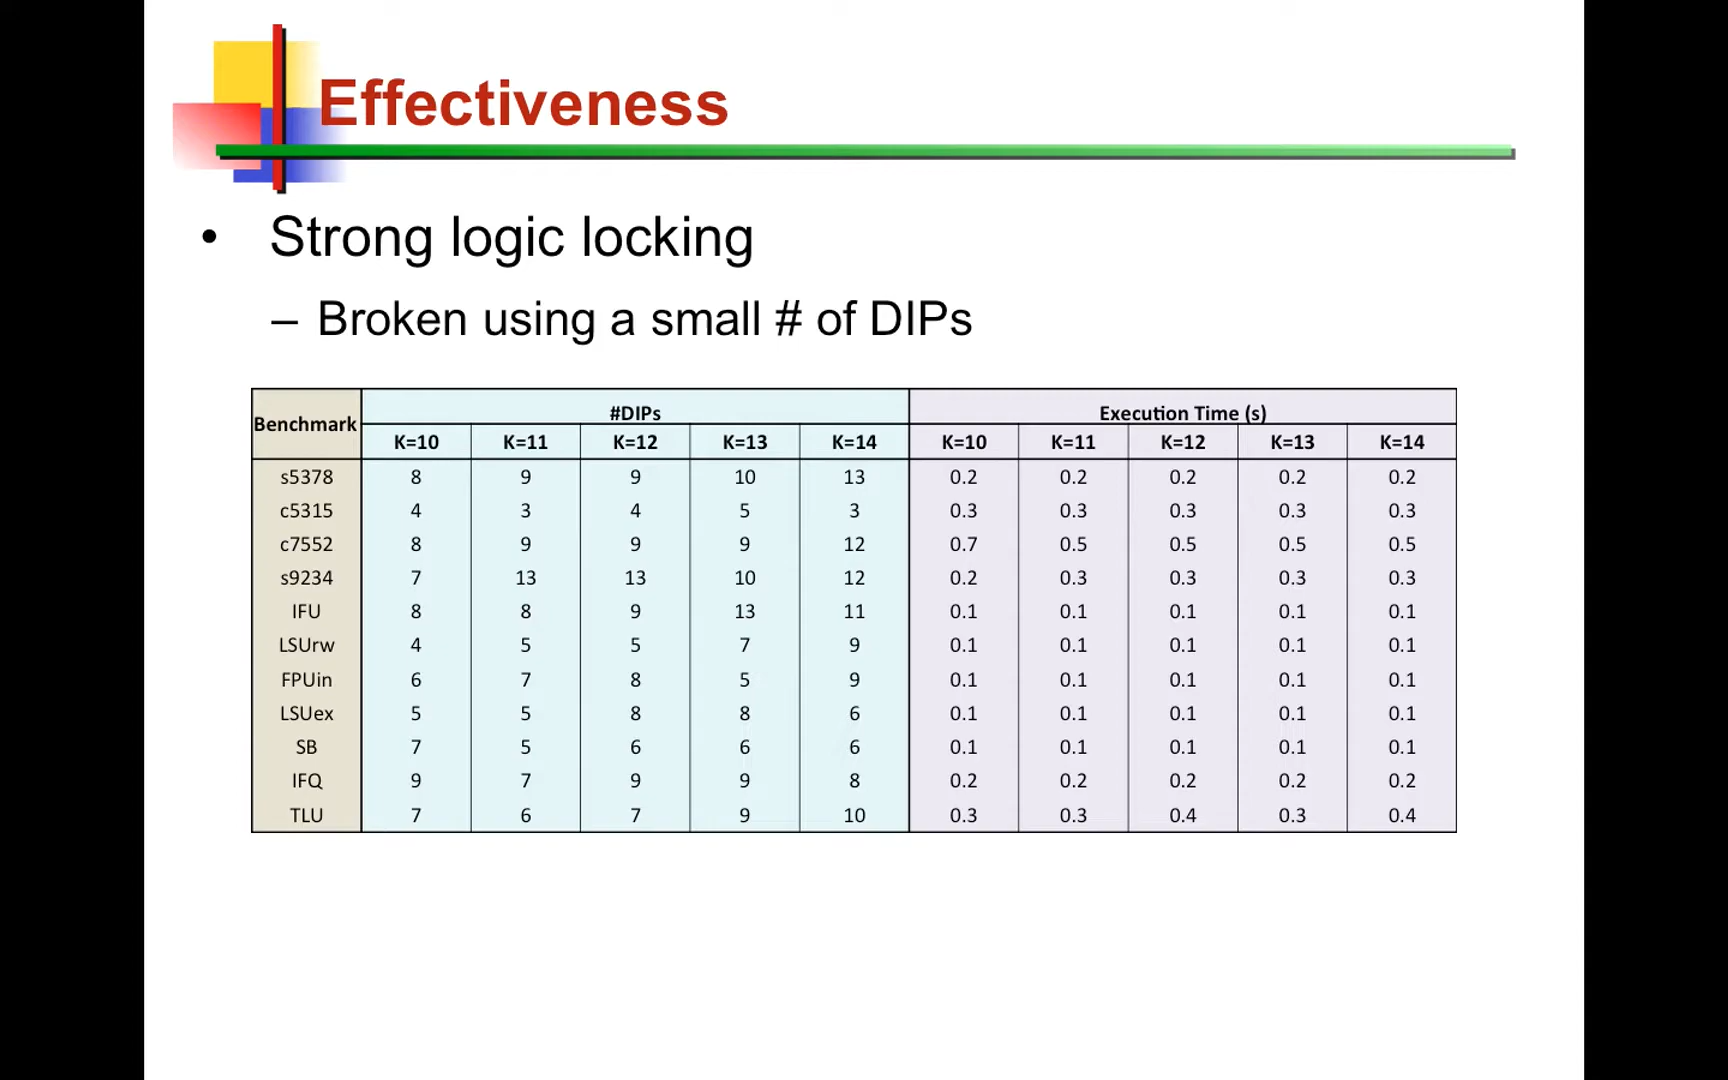 Effectiveness
• Strong logic locking
– Broken using a small # of DIPs
Benchmark #DIPs Execution Time (s)
K=10 K=11 K=12 K=13 K=14 K=10 K=11 K=12 K=13 K=14
s5378 8 9 9 10 13 0.2 0.2 0.2 0.2 0.2
c5315 4 3 4 5 3 0.3 0.3 0.3 0.3 0.3
c7552 8 9 9 9 12 0.7 0.5 0.5 0.5 0.5
s9234 7 13 13 10 12 0.2 0.3 0.3 0.3 0.3
IFU 8 8 9 13 11 0.1 0.1 0.1 0.1 0.1
LSUrw 4 5 5 7 9 0.1 0.1 0.1 0.1 0.1
FPUin 6 7 8 5 9 0.1 0.1 0.1 0.1 0.1
LSUex 5 5 8 8 6 0.1 0.1 0.1 0.1 0.1
SB 7 5 6 6 6 0.1 0.1 0.1 0.1 0.1
IFQ 9 7 9 9 8 0.2 0.2 0.2 0.2 0.2
TLU 7 6 7 9 10 0.3 0.3 0.4 0.3 0.4